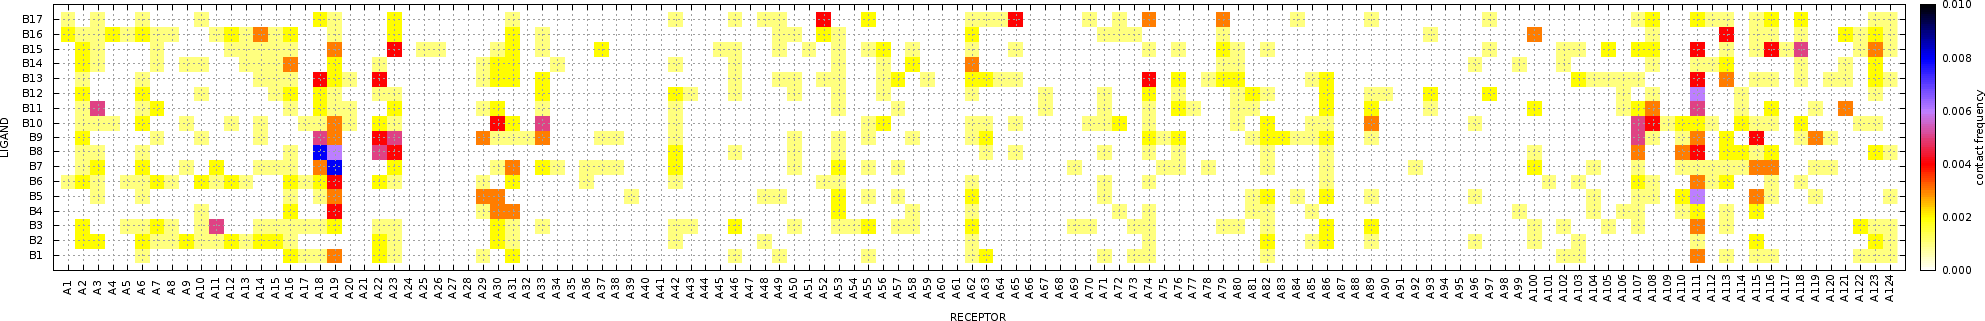 B17
B16
B15
B14
B13
B12
B11
B10
B9
B8
B7
B6
B5
B4
B3
B2
B1
LIGAND
A1 A2 A3 A4 A5 A6 A7 A8 A9 A10 A11 A12 A13 A14 A15 A16 A17 A18 A19 A20 A21 A22 A23 A24 A25 A26 A27 A28 A29 A30 A31 A32 A33 A34 A35 A36 A37 A38 A39 A40 A41 A42 A43 A44 A45 A46 A47 A48 A49 A50 A51 A52 A53 A54 A55 A56 A57 A58 A59 A60 A61 A62 A63 A64 A65 A66 A67 A68 A69 A70 A71 A72 A73 A74 A75 A76 A77 A78 A79 A80 A81 A82 A83 A84 A85 A86 A87 A88 A89 A90 A91 A92 A93 A94 A95 A96 A97 A98 A99 A100 A101 A102 A103 A104 A105 A106 A107 A108 A109 A110 A111 A112 A113 A114 A115 A116 A117 A118 A119 A120 A121 A122 A123 A124
RECEPTOR
0.010
0.008
0.006
0.004
0.002
0.000
contact frequency